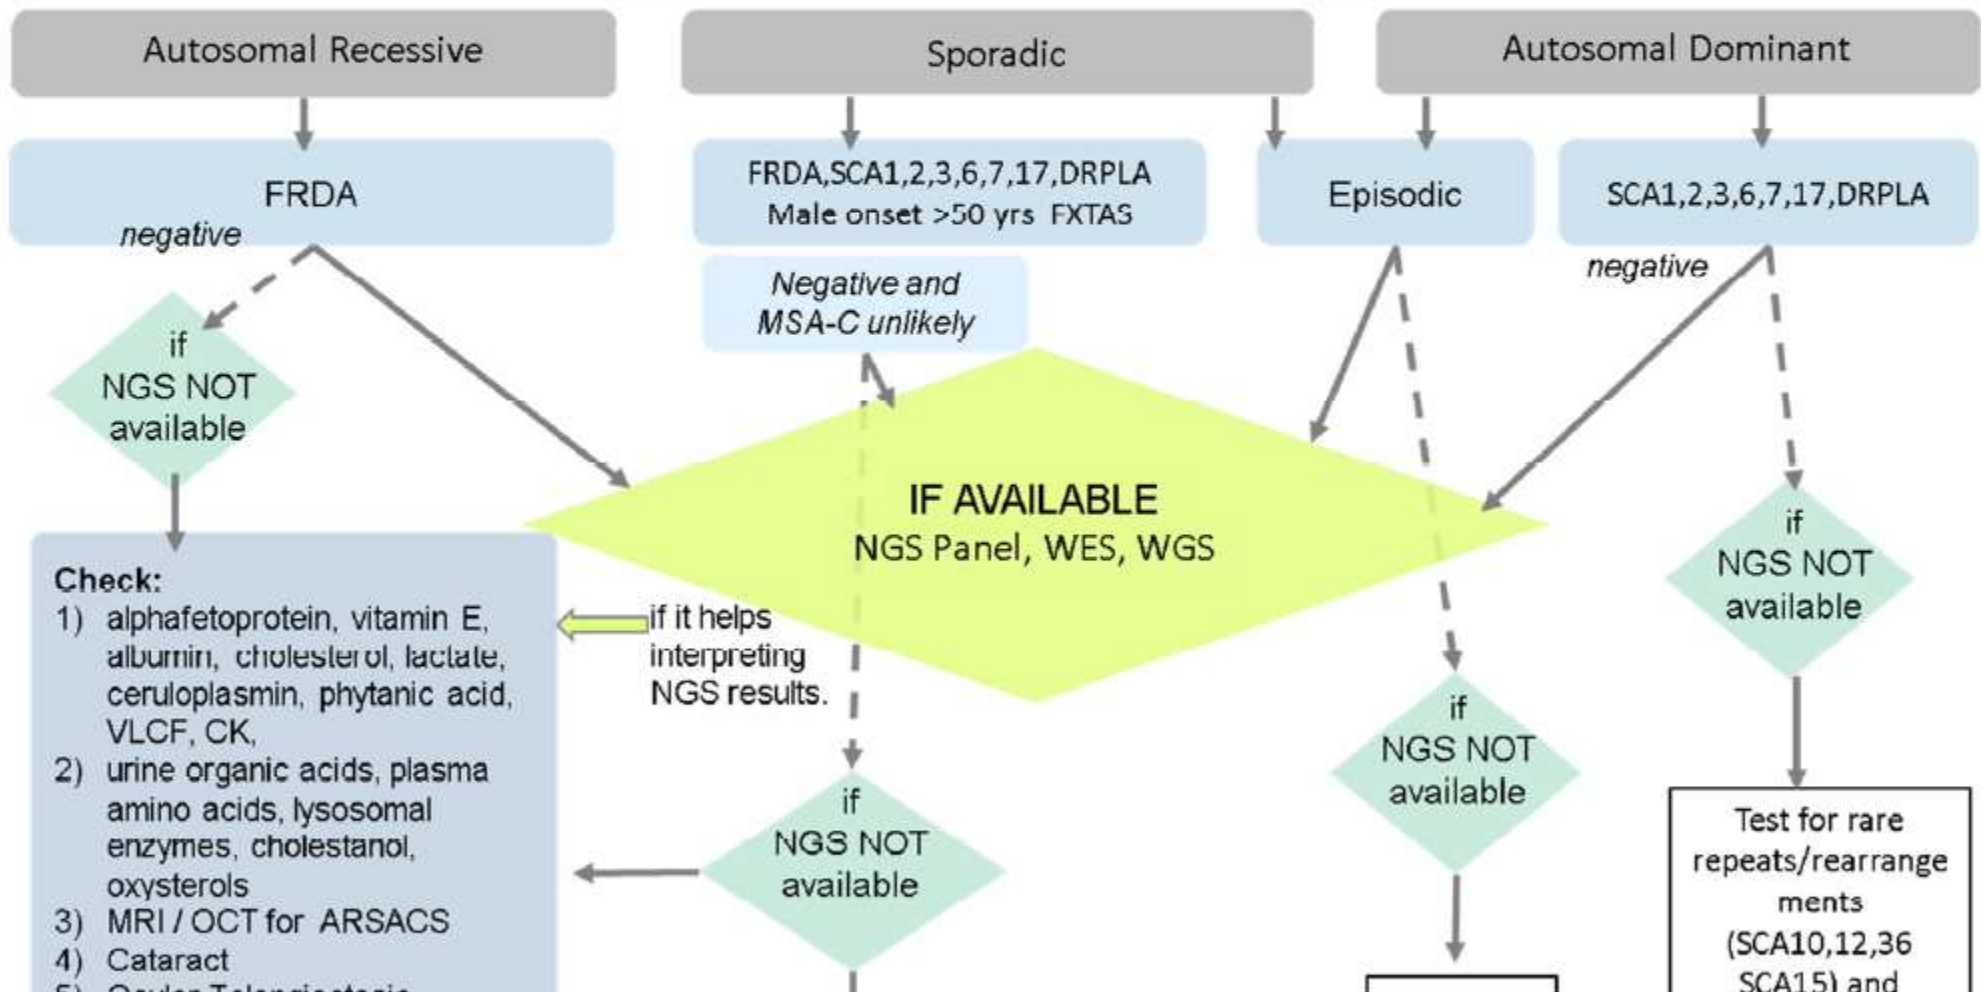 Autosomal Recessive
Sporadic
Autosomal Dominant
FRDA
negative
FRDA,SCA1,2,3,6,7,17,DRPLA
Male onset >50 yrs FXTAS
Episodic
SCA1,2,3,6,7,17,DRPLA
negative
Negative and
MSA-C unlikely
if
NGS NOT
available
IF AVAILABLE
NGS Panel, WES, WGS
if
NGS NOT
available
Check:
1) alphafetoprotein, vitamin E,
albumin, cholesterol, lactate,
ceruloplasmin, phytanic acid,
VLCF, CK,
2) urine organic acids, plasma
amino acids, lysosomal
enzymes, cholestanol,
oxysterols
3) MRI / OCT for ARSACS
4) Cataract
5) Ocular Telangiectasia
if it helps
interpreting
NGS results.
if
NGS NOT
available
if
NGS NOT
available
Test for rare
repeats/rearrange
ments
(SCA10,12,36
SCA15) and